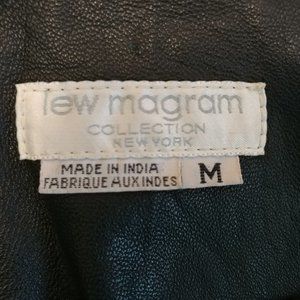 lew magram
COLLECTION
NEW YORK
MADE IN INDIA
FABRIQUE AUX INDES
M